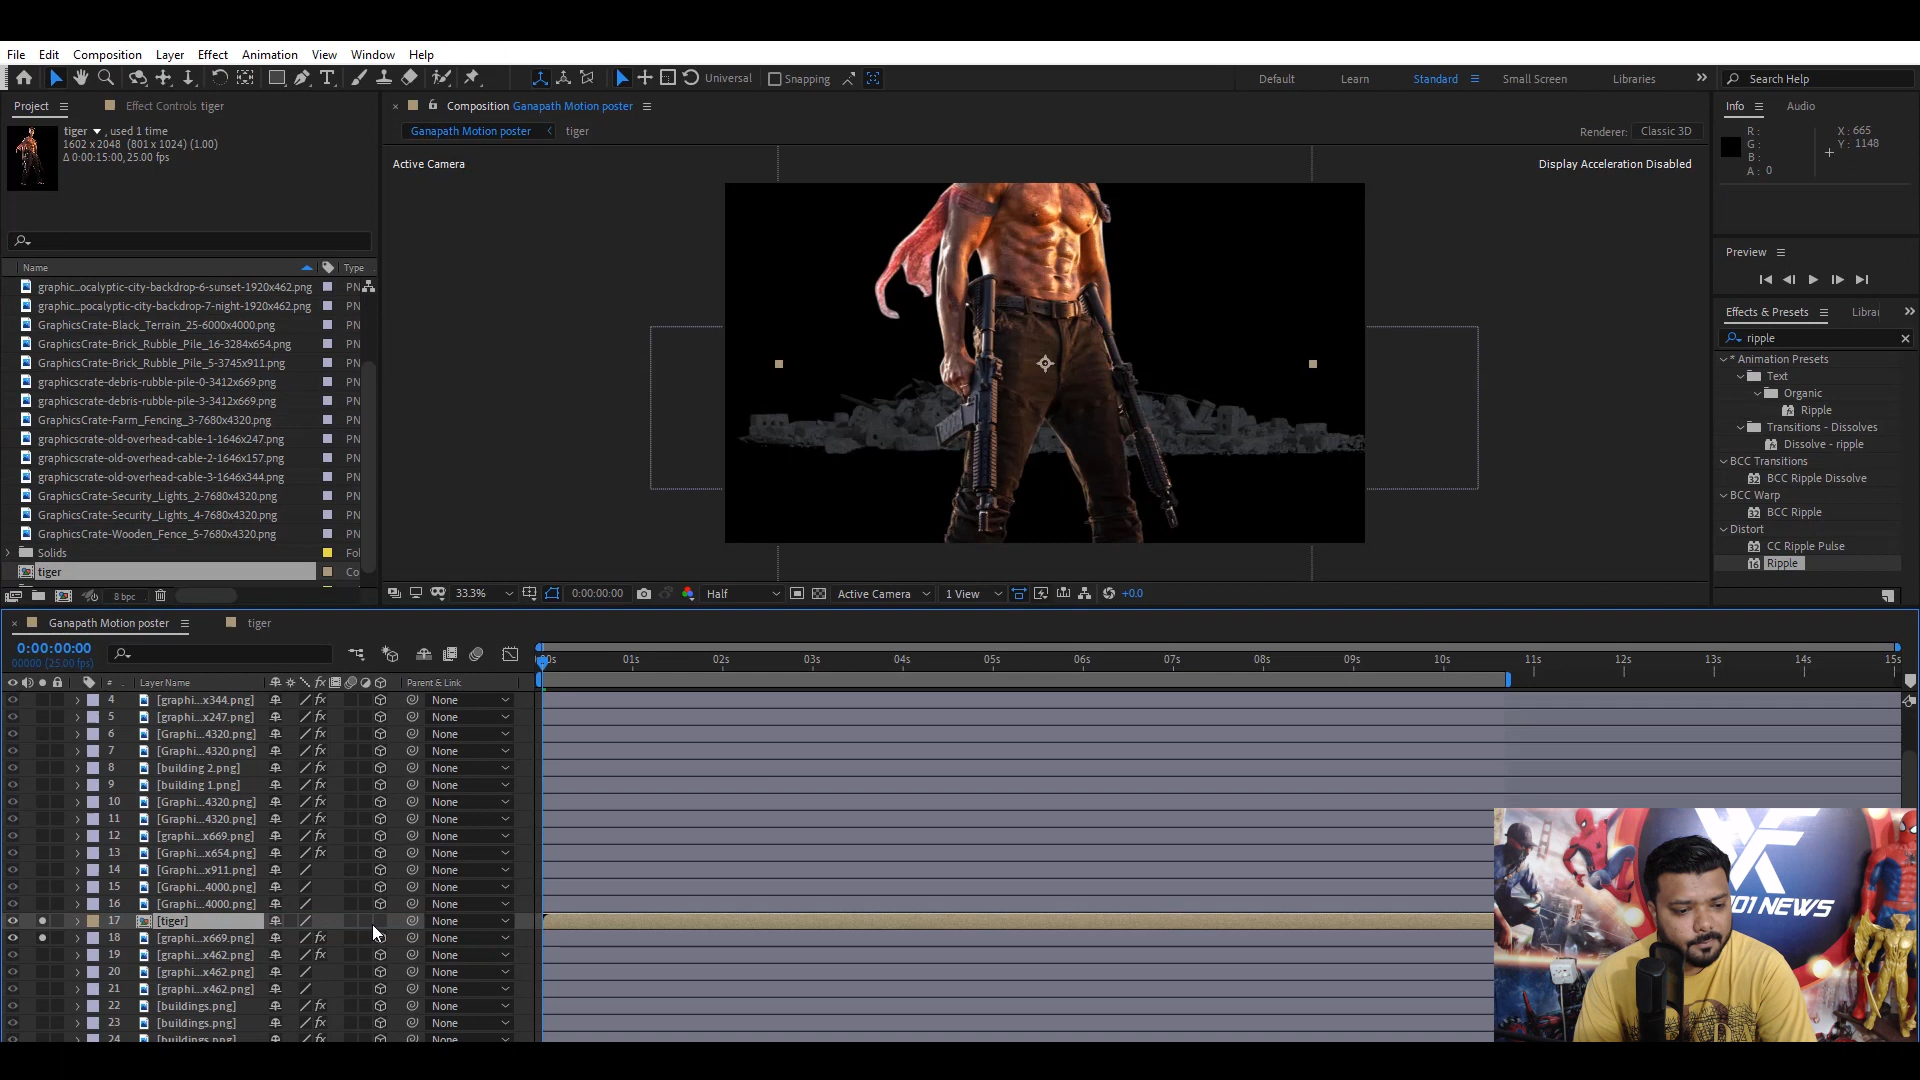 File Edit Composition Layer Effect Animation View Window Help
Universal Snapping Default Learn Standard Small Screen Libraries Search Help
Project Effect Controls tiger
Composition Ganapath Motion poster
Info Audio
tiger , used 1 time
1602 x 2048 (801 x 1024) (1.00)
Δ 0:00:15:00, 25.00 fps
Ganapath Motion poster tiger
Renderer: Classic 3D
R :
G :
B :
A : 0
X : 665
Y : 1148
Active Camera
Display Acceleration Disabled
Preview
Name Type
graphic...ocalyptic-city-backdrop-6-sunset-1920x462.png PN
graphic...pocalyptic-city-backdrop-7-night-1920x462.png PN
GraphicsCrate-Black_Terrain_25-6000x4000.png PN
GraphicsCrate-Brick_Rubble_Pile_16-3284x654.png PN
GraphicsCrate-Brick_Rubble_Pile_5-3745x911.png PN
graphicscrate-debris-rubble-pile-0-3412x669.png PN
graphicscrate-debris-rubble-pile-3-3412x669.png PN
GraphicsCrate-Farm_Fencing_3-7680x4320.png PN
graphicscrate-old-overhead-cable-1-1646x247.png PN
graphicscrate-old-overhead-cable-2-1646x157.png PN
graphicscrate-old-overhead-cable-3-1646x344.png PN
GraphicsCrate-Security_Lights_2-7680x4320.png PN
GraphicsCrate-Security_Lights_4-7680x4320.png PN
GraphicsCrate-Wooden_Fence_5-7680x4320.png PN
Solids Fol
tiger Co
8 bpc
Effects & Presets Librar
ripple
* Animation Presets
Text
Organic
Ripple
Transitions - Dissolves
Dissolve - ripple
BCC Transitions
BCC Ripple Dissolve
BCC Warp
BCC Ripple
Distort
CC Ripple Pulse
Ripple
33.3% 0:00:00:00 Half Active Camera 1 View +0.0
Ganapath Motion poster tiger
0:00:00:00
00000 (25.00 fps)
:00s 01s 02s 03s 04s 05s 06s 07s 08s 09s 10s 11s 12s 13s 14s 15s
# Layer Name fx Parent & Link
4 [graphi...x344.png] fx None
5 [graphi...x247.png] fx None
6 [Graphi...4320.png] fx None
7 [Graphi...4320.png] fx None
8 [building 2.png] fx None
9 [building 1.png] fx None
10 [Graphi...4320.png] fx None
11 [Graphi...4320.png] fx None
12 [graphi...x669.png] fx None
13 [Graphi...x654.png] fx None
14 [Graphi...x911.png] None
15 [Graphi...4000.png] None
16 [Graphi...4000.png] None
17 [tiger] None
18 [graphi...x669.png] fx None
19 [graphi...x462.png] fx None
20 [graphi...x462.png] None
21 [graphi...x462.png] None
22 [buildings.png] fx None
23 [buildings.png] fx None
24 [buildings.png] fx None
101 NEWS